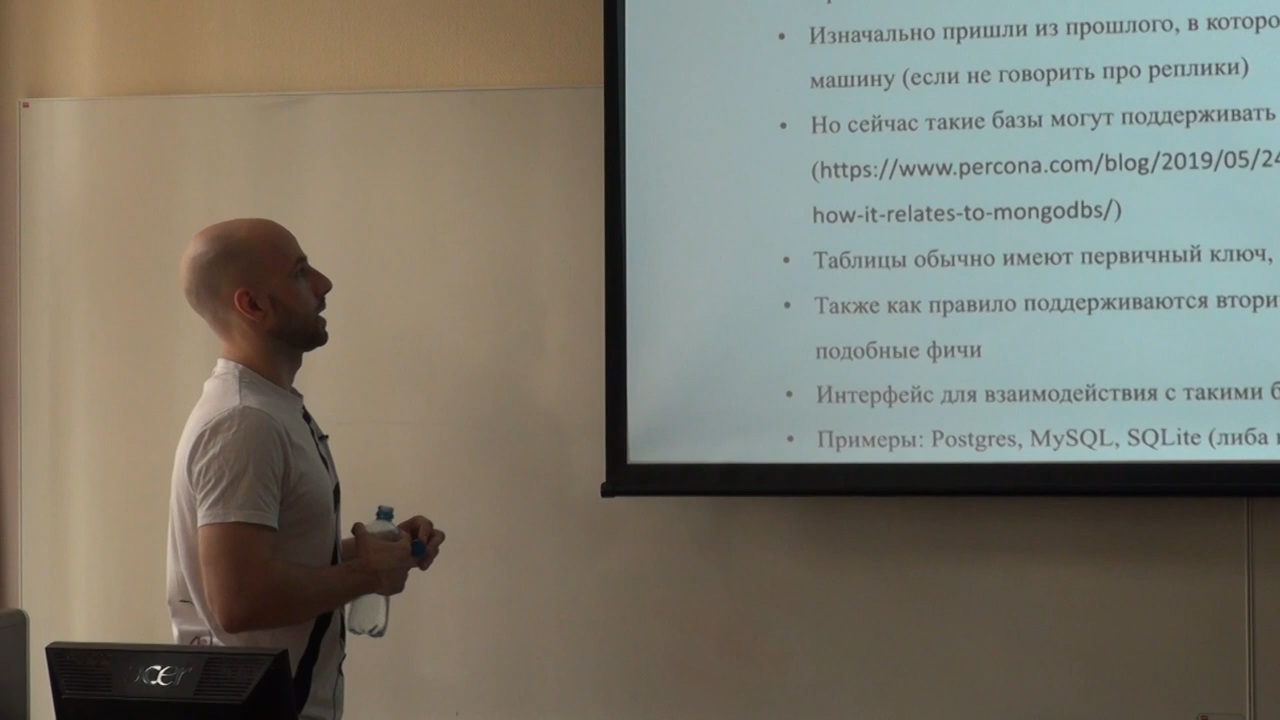 Изначально пришли из прошлого, в
машину (если не говорить про реплики)
Но сейчас такие базы могут поддерживать
(https://www.percona.com/blog/2019/05/24
how-it-relates-to-mongodbs/)
Таблицы обычно имеют первичный ключ,
Также как правило поддерживаются
подобные фичи
Интерфейс для взаимодействия с такими
Примеры: Postgres, MySQL, SQLite (либа
acer